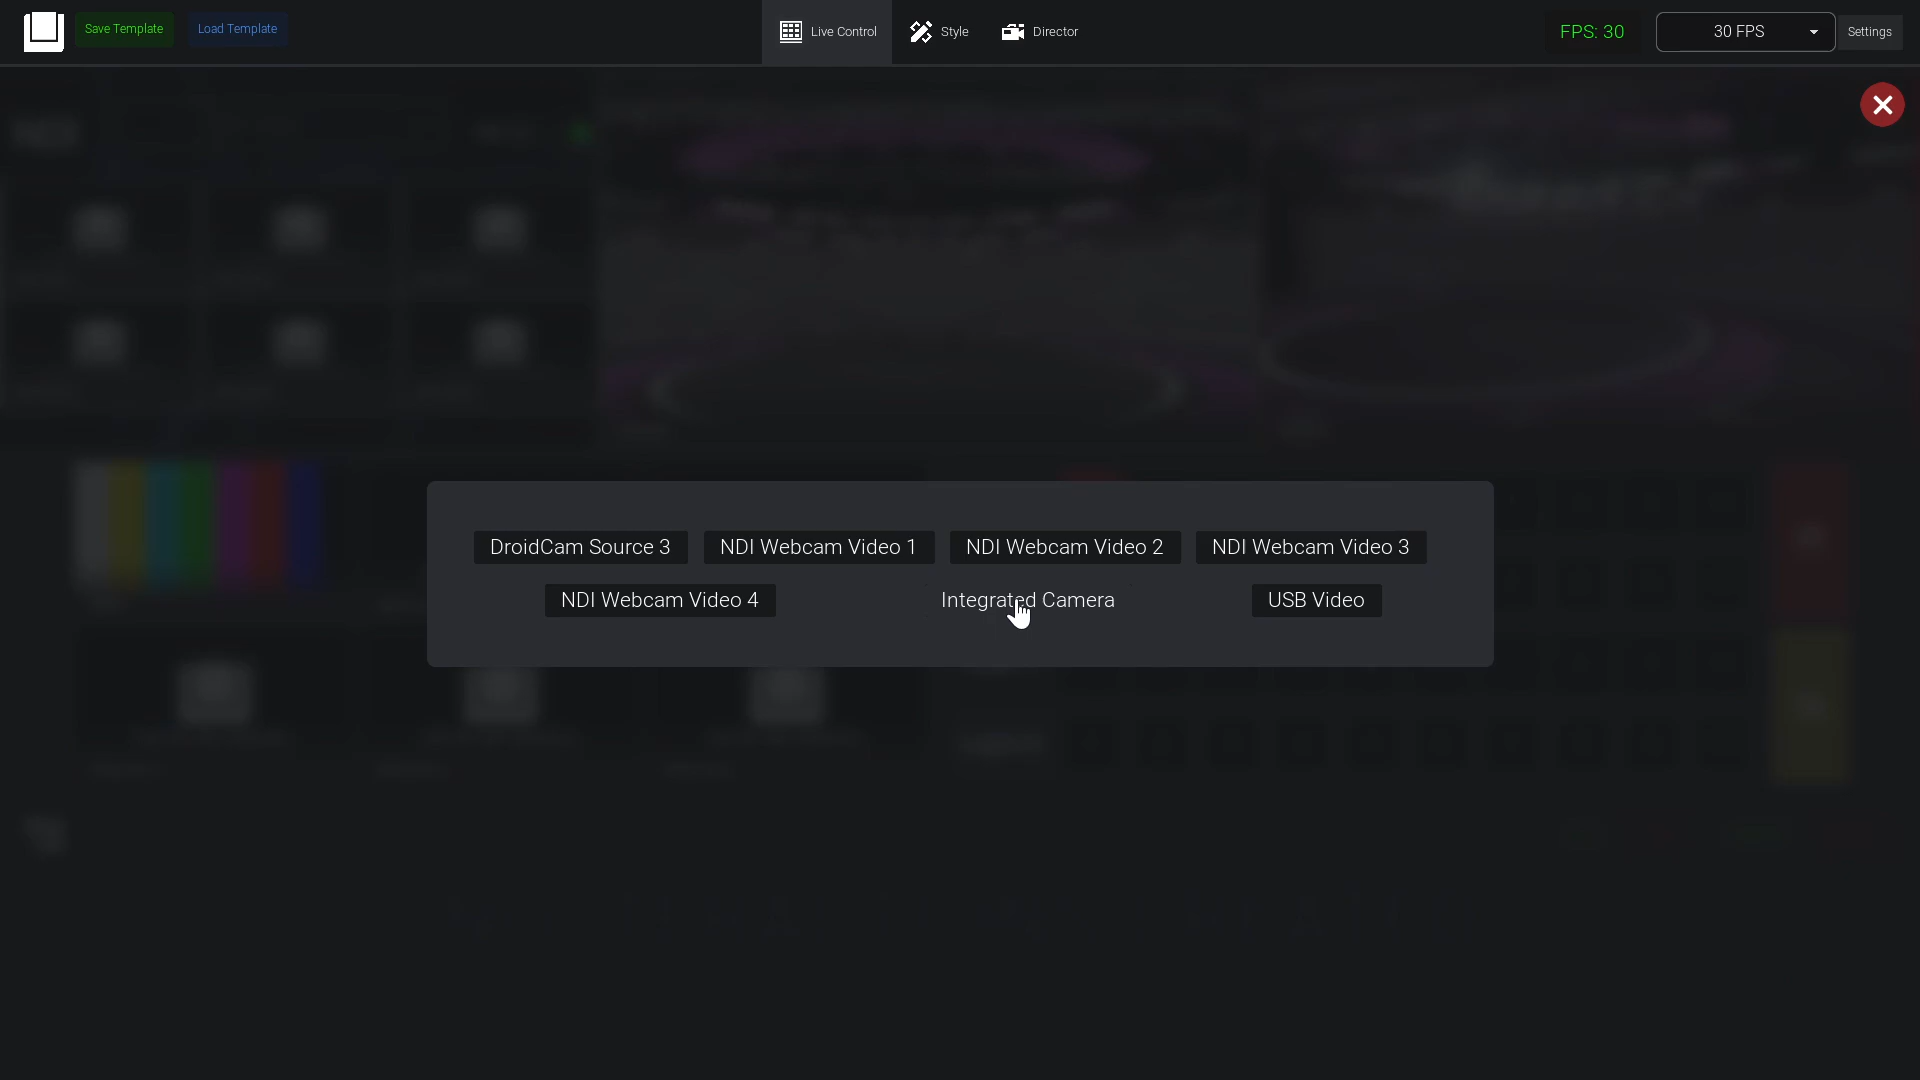 Save Template
Load Template
Live Control
Style
Director
FPS: 30
30 FPS
Settings
DroidCam Source 3
NDI Webcam Video 1
NDI Webcam Video 2
NDI Webcam Video 3
NDI Webcam Video 4
Integrated Camera
USB Video